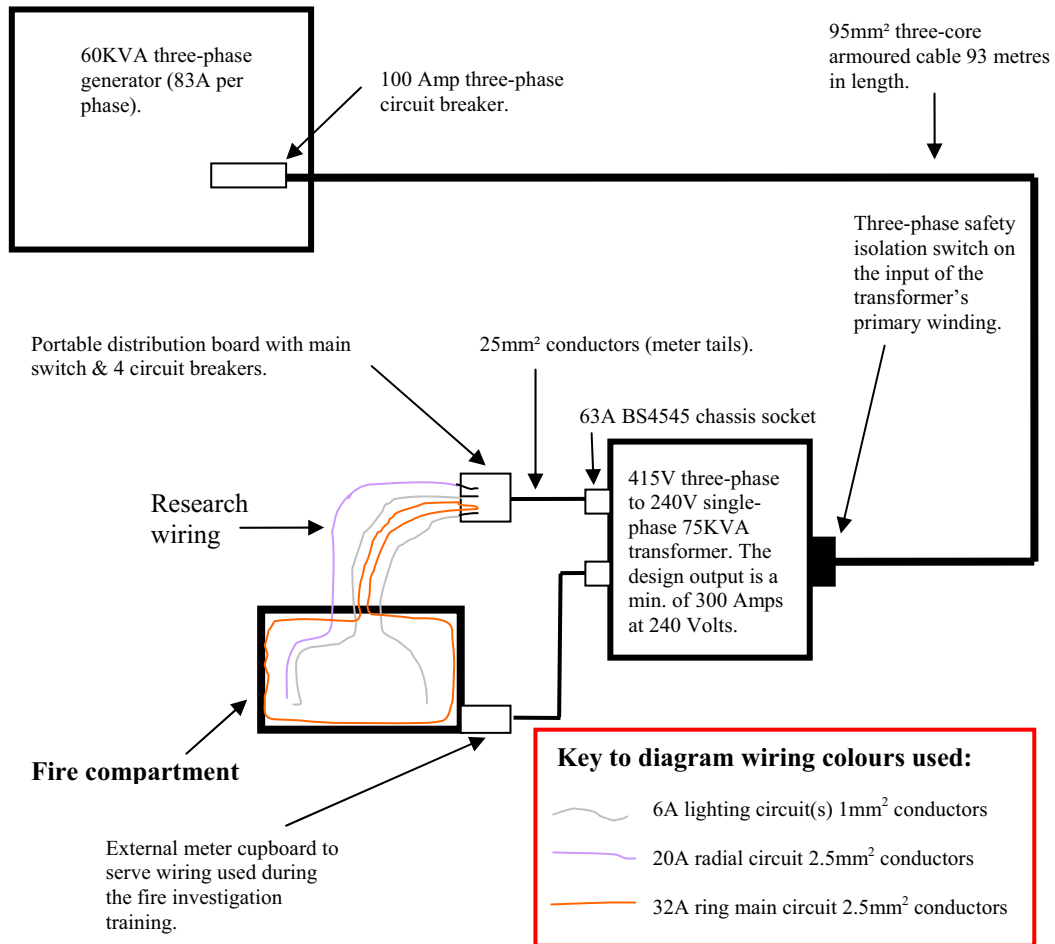 60KVA three-phase
generator (83A per
phase).
100 Amp three-phase
circuit breaker.
95mm² three-core
armoured cable 93 metres
in length.
Three-phase safety
isolation switch on
the input of the
transformer's
primary winding.
Portable distribution board with main
switch & 4 circuit breakers.
25mm² conductors (meter tails).
63A BS4545 chassis socket
415V three-phase
to 240V single-
phase 75KVA
transformer. The
design output is a
min. of 300 Amps
at 240 Volts.
Research
wiring
Fire compartment
External meter cupboard to
serve wiring used during
the fire investigation
training.
Key to diagram wiring colours used:
6A lighting circuit(s) 1mm² conductors
20A radial circuit 2.5mm² conductors
32A ring main circuit 2.5mm² conductors